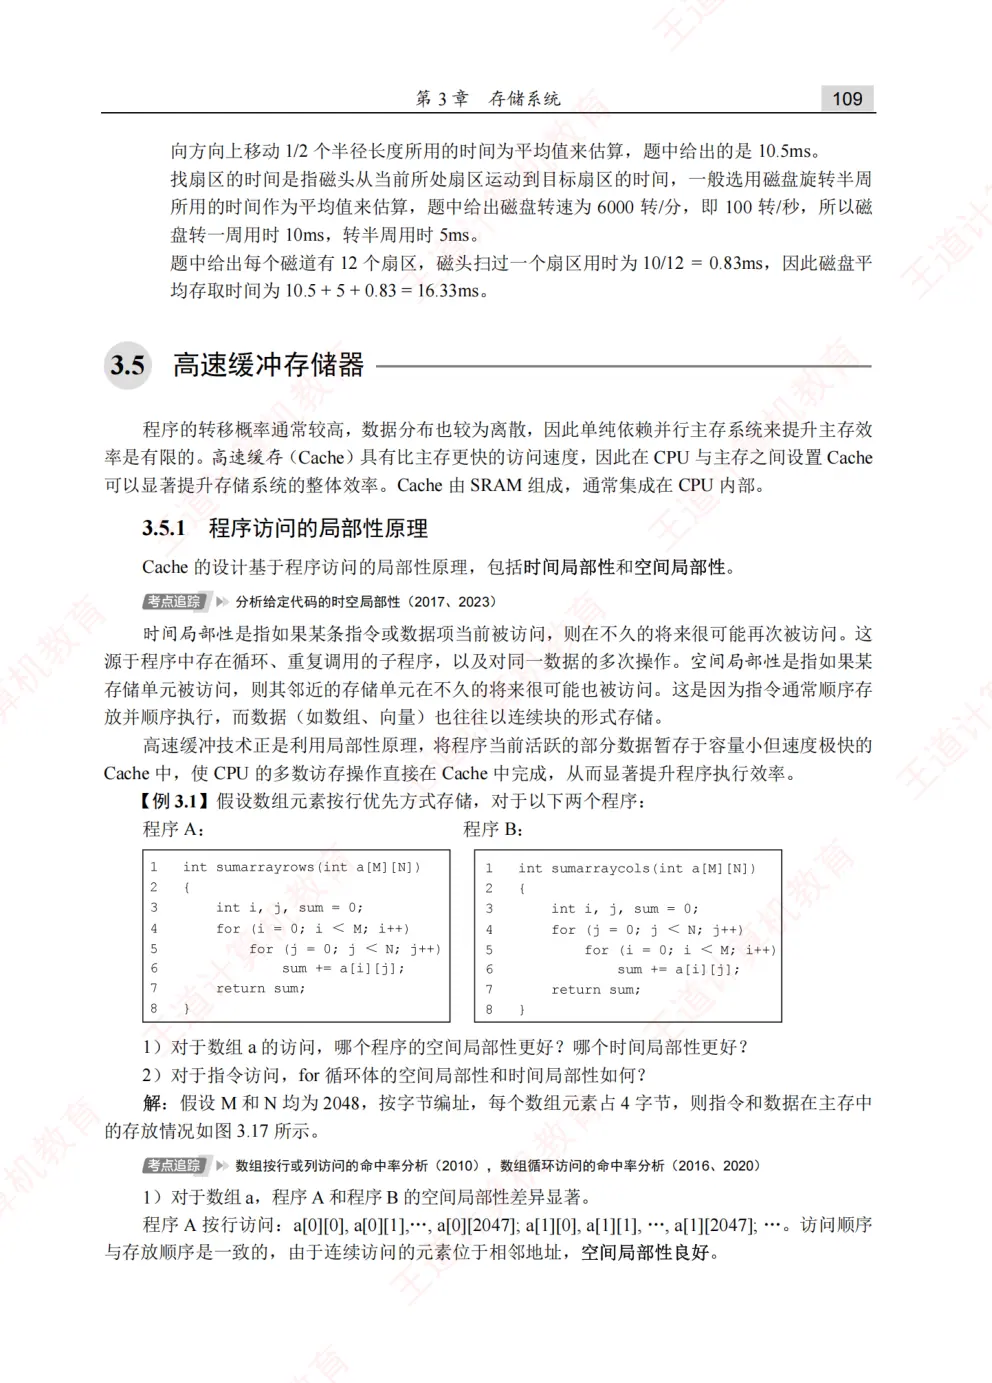 第 3 章 存储系统 109
向方向上移动 1/2 个半径长度所用的时间为平均值来估算，题中给出的是 10.5ms。
找扇区的时间是指磁头从当前所处扇区运动到目标扇区的时间，一般选用磁盘旋转半周
所用的时间作为平均值来估算，题中给出磁盘转速为 6000 转/分，即 100 转/秒，所以磁
盘转一周用时 10ms，转半周用时 5ms。
题中给出每个磁道有 12 个扇区，磁头扫过一个扇区用时为 10/12 = 0.83ms，因此磁盘平
均存取时间为 10.5 + 5 + 0.83 = 16.33ms。
3.5 高速缓冲存储器
程序的转移概率通常较高，数据分布也较为离散，因此单纯依赖并行主存系统来提升主存效
率是有限的。高速缓存（Cache）具有比主存更快的访问速度，因此在 CPU 与主存之间设置 Cache
可以显著提升存储系统的整体效率。Cache 由 SRAM 组成，通常集成在 CPU 内部。
3.5.1 程序访问的局部性原理
Cache 的设计基于程序访问的局部性原理，包括时间局部性和空间局部性。
考点追踪 分析给定代码的时空局部性（2017、2023）
时间局部性是指如果某条指令或数据项当前被访问，则在不久的将来很可能再次被访问。这
源于程序中存在循环、重复调用的子程序，以及对同一数据的多次操作。空间局部性是指如果某
存储单元被访问，则其邻近的存储单元在不久的将来很可能也被访问。这是因为指令通常顺序存
放并顺序执行，而数据（如数组、向量）也往往以连续块的形式存储。
高速缓冲技术正是利用局部性原理，将程序当前活跃的部分数据暂存于容量小但速度极快的
Cache 中，使 CPU 的多数访存操作直接在 Cache 中完成，从而显著提升程序执行效率。
【例 3.1】假设数组元素按行优先方式存储，对于以下两个程序：
程序 A：
1 int sumarrayrows(int a[M][N])
2 {
3 int i, j, sum = 0;
4 for (i = 0; i < M; i++)
5 for (j = 0; j < N; j++)
6 sum += a[i][j];
7 return sum;
8 }
程序 B：
1 int sumarraycols(int a[M][N])
2 {
3 int i, j, sum = 0;
4 for (j = 0; j < N; j++)
5 for (i = 0; i < M; i++)
6 sum += a[i][j];
7 return sum;
8 }
1）对于数组 a 的访问，哪个程序的空间局部性更好？哪个时间局部性更好？
2）对于指令访问，for 循环体的空间局部性和时间局部性如何？
解：假设 M 和 N 均为 2048，按字节编址，每个数组元素占 4 字节，则指令和数据在主存中
的存放情况如图 3.17 所示。
考点追踪 数组按行或列访问的命中率分析（2010），数组循环访问的命中率分析（2016、2020）
1）对于数组 a，程序 A 和程序 B 的空间局部性差异显著。
程序 A 按行访问：a[0][0], a[0][1],⋯, a[0][2047]; a[1][0], a[1][1], ⋯, a[1][2047]; ⋯。访问顺序
与存放顺序是一致的，由于连续访问的元素位于相邻地址，空间局部性良好。